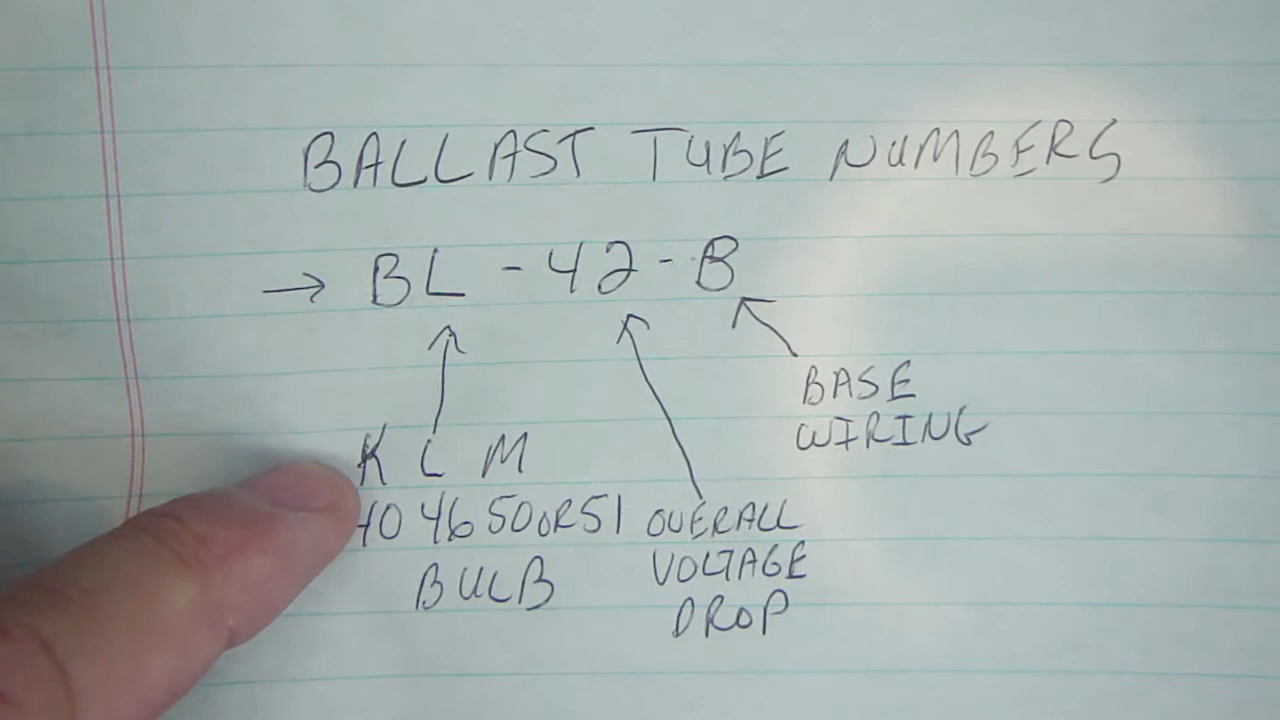 BALLAST TUBE NUMBERS
→ BL - 42 - B
BASE
WIRING
K L M
40 46 50 OR 51
BULB
OVERALL
VOLTAGE
DROP